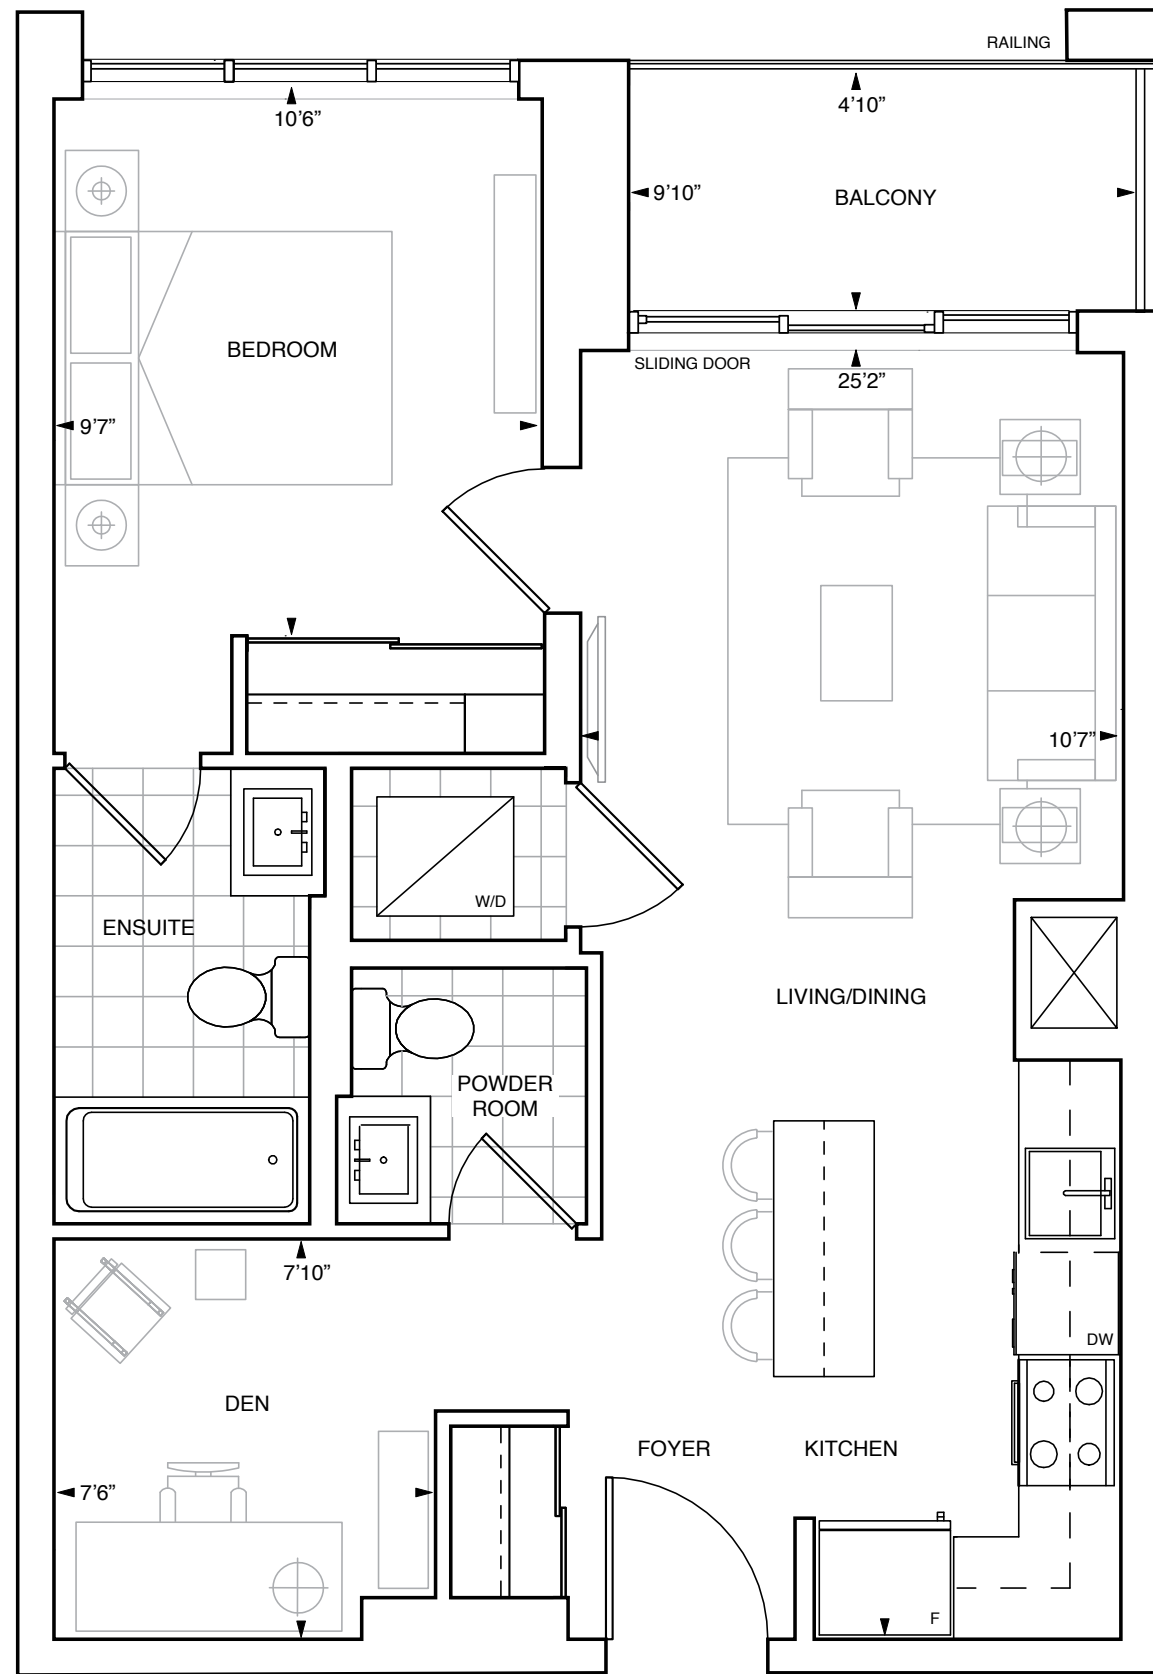 RAILING
10’6”
4’10”
9’10”
BALCONY
BEDROOM
SLIDING DOOR
25’2”
9’7”
10’7”
W/D
ENSUITE
LIVING/DINING
POWDER
ROOM
7’10”
DW
DEN
FOYER
KITCHEN
7’6”
F